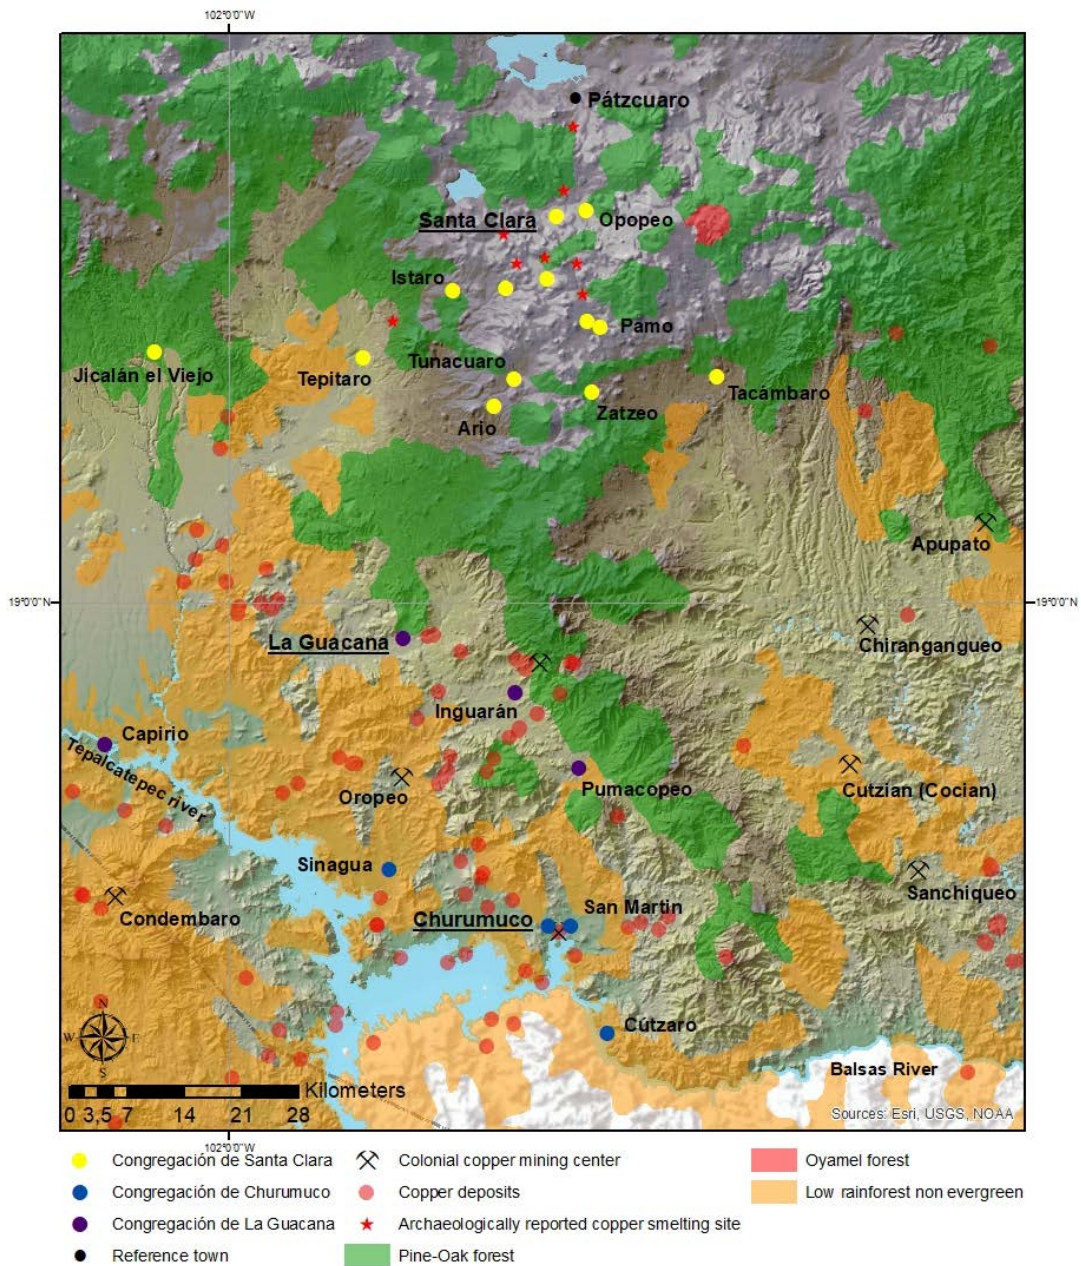 102°0'0"W
Pátzcuaro
Santa Clara
Opopeo
Istaro
Pamo
Tunacuaro
Jicalán el Viejo
Tepitaro
Tacámbaro
Zatzeo
Ario
Apupato
19°0'0"N
19°0'0"N
La Guacana
Chirangangueo
Inguarán
Capirio
Tepalcatepec river
Oropeo
Pumacopeo
Cutzian (Cocian)
Sinagua
Sanchiqueo
Condembaro
Churumuco
San Martin
N
W
E
S
Cútzaro
Balsas River
Kilometers
0 3,5 7 14 21 28
Sources: Esri, USGS, NOAA
102°0'0"W
Congregación de Santa Clara
Congregación de Churumuco
Congregación de La Guacana
Reference town
Colonial copper mining center
Copper deposits
Archaeologically reported copper smelting site
Pine-Oak forest
Oyamel forest
Low rainforest non evergreen